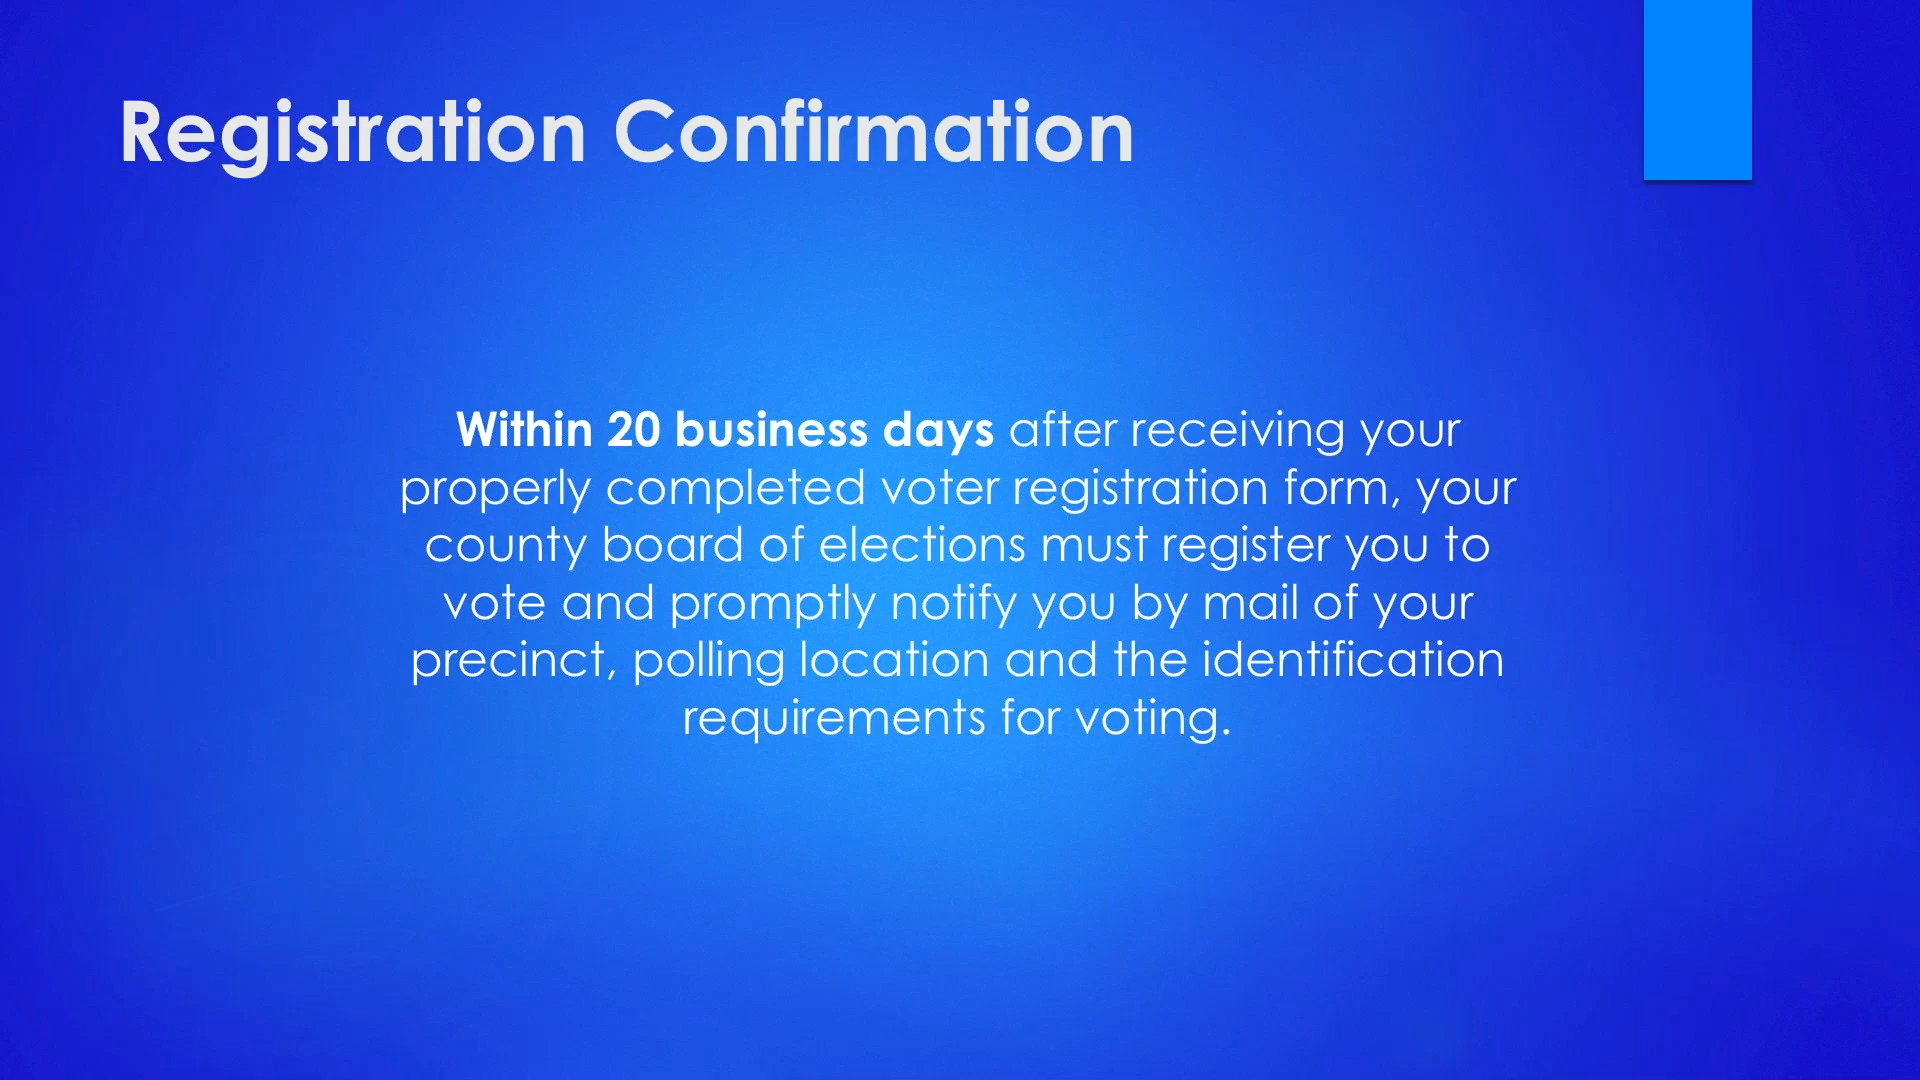 Registration Confirmation
Within 20 business days after receiving your
properly completed voter registration form, your
county board of elections must register you to
vote and promptly notify you by mail of your
precinct, polling location and the identification
requirements for voting.